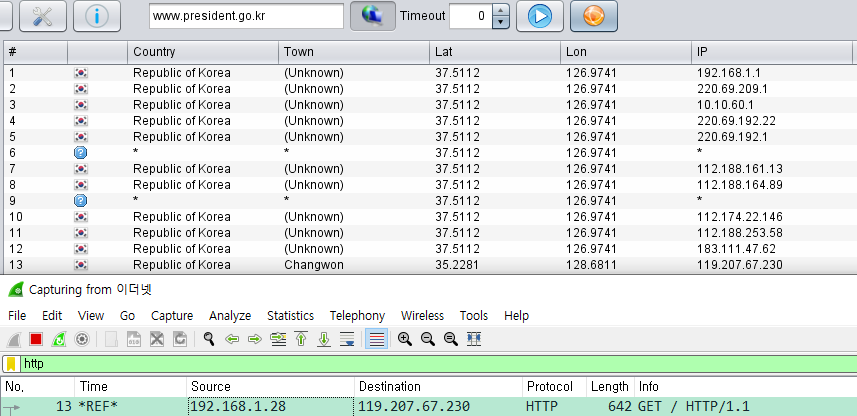 www.president.go.kr Timeout 0
# Country Town Lat Lon IP
1 Republic of Korea (Unknown) 37.5112 126.9741 192.168.1.1
2 Republic of Korea (Unknown) 37.5112 126.9741 220.69.209.1
3 Republic of Korea (Unknown) 37.5112 126.9741 10.10.60.1
4 Republic of Korea (Unknown) 37.5112 126.9741 220.69.192.22
5 Republic of Korea (Unknown) 37.5112 126.9741 220.69.192.1
6 * * 37.5112 126.9741 *
7 Republic of Korea (Unknown) 37.5112 126.9741 112.188.161.13
8 Republic of Korea (Unknown) 37.5112 126.9741 112.188.164.89
9 * * 37.5112 126.9741 *
10 Republic of Korea (Unknown) 37.5112 126.9741 112.174.22.146
11 Republic of Korea (Unknown) 37.5112 126.9741 112.188.253.58
12 Republic of Korea (Unknown) 37.5112 126.9741 183.111.47.62
13 Republic of Korea Changwon 35.2281 128.6811 119.207.67.230
Capturing from 이더넷
File Edit View Go Capture Analyze Statistics Telephony Wireless Tools Help
http
No. Time Source Destination Protocol Length Info
13 *REF* 192.168.1.28 119.207.67.230 HTTP 642 GET / HTTP/1.1